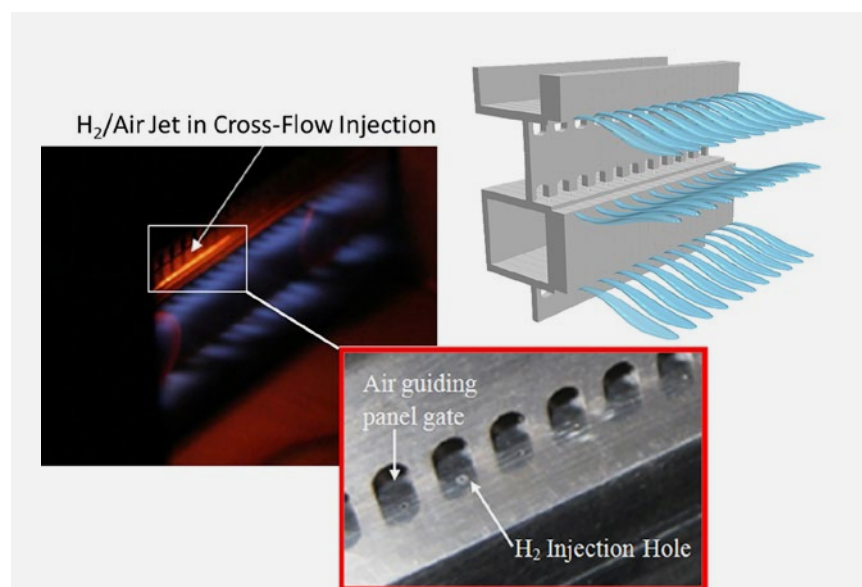 H₂/Air Jet in Cross-Flow Injection
Air guiding
panel gate
H₂ Injection Hole